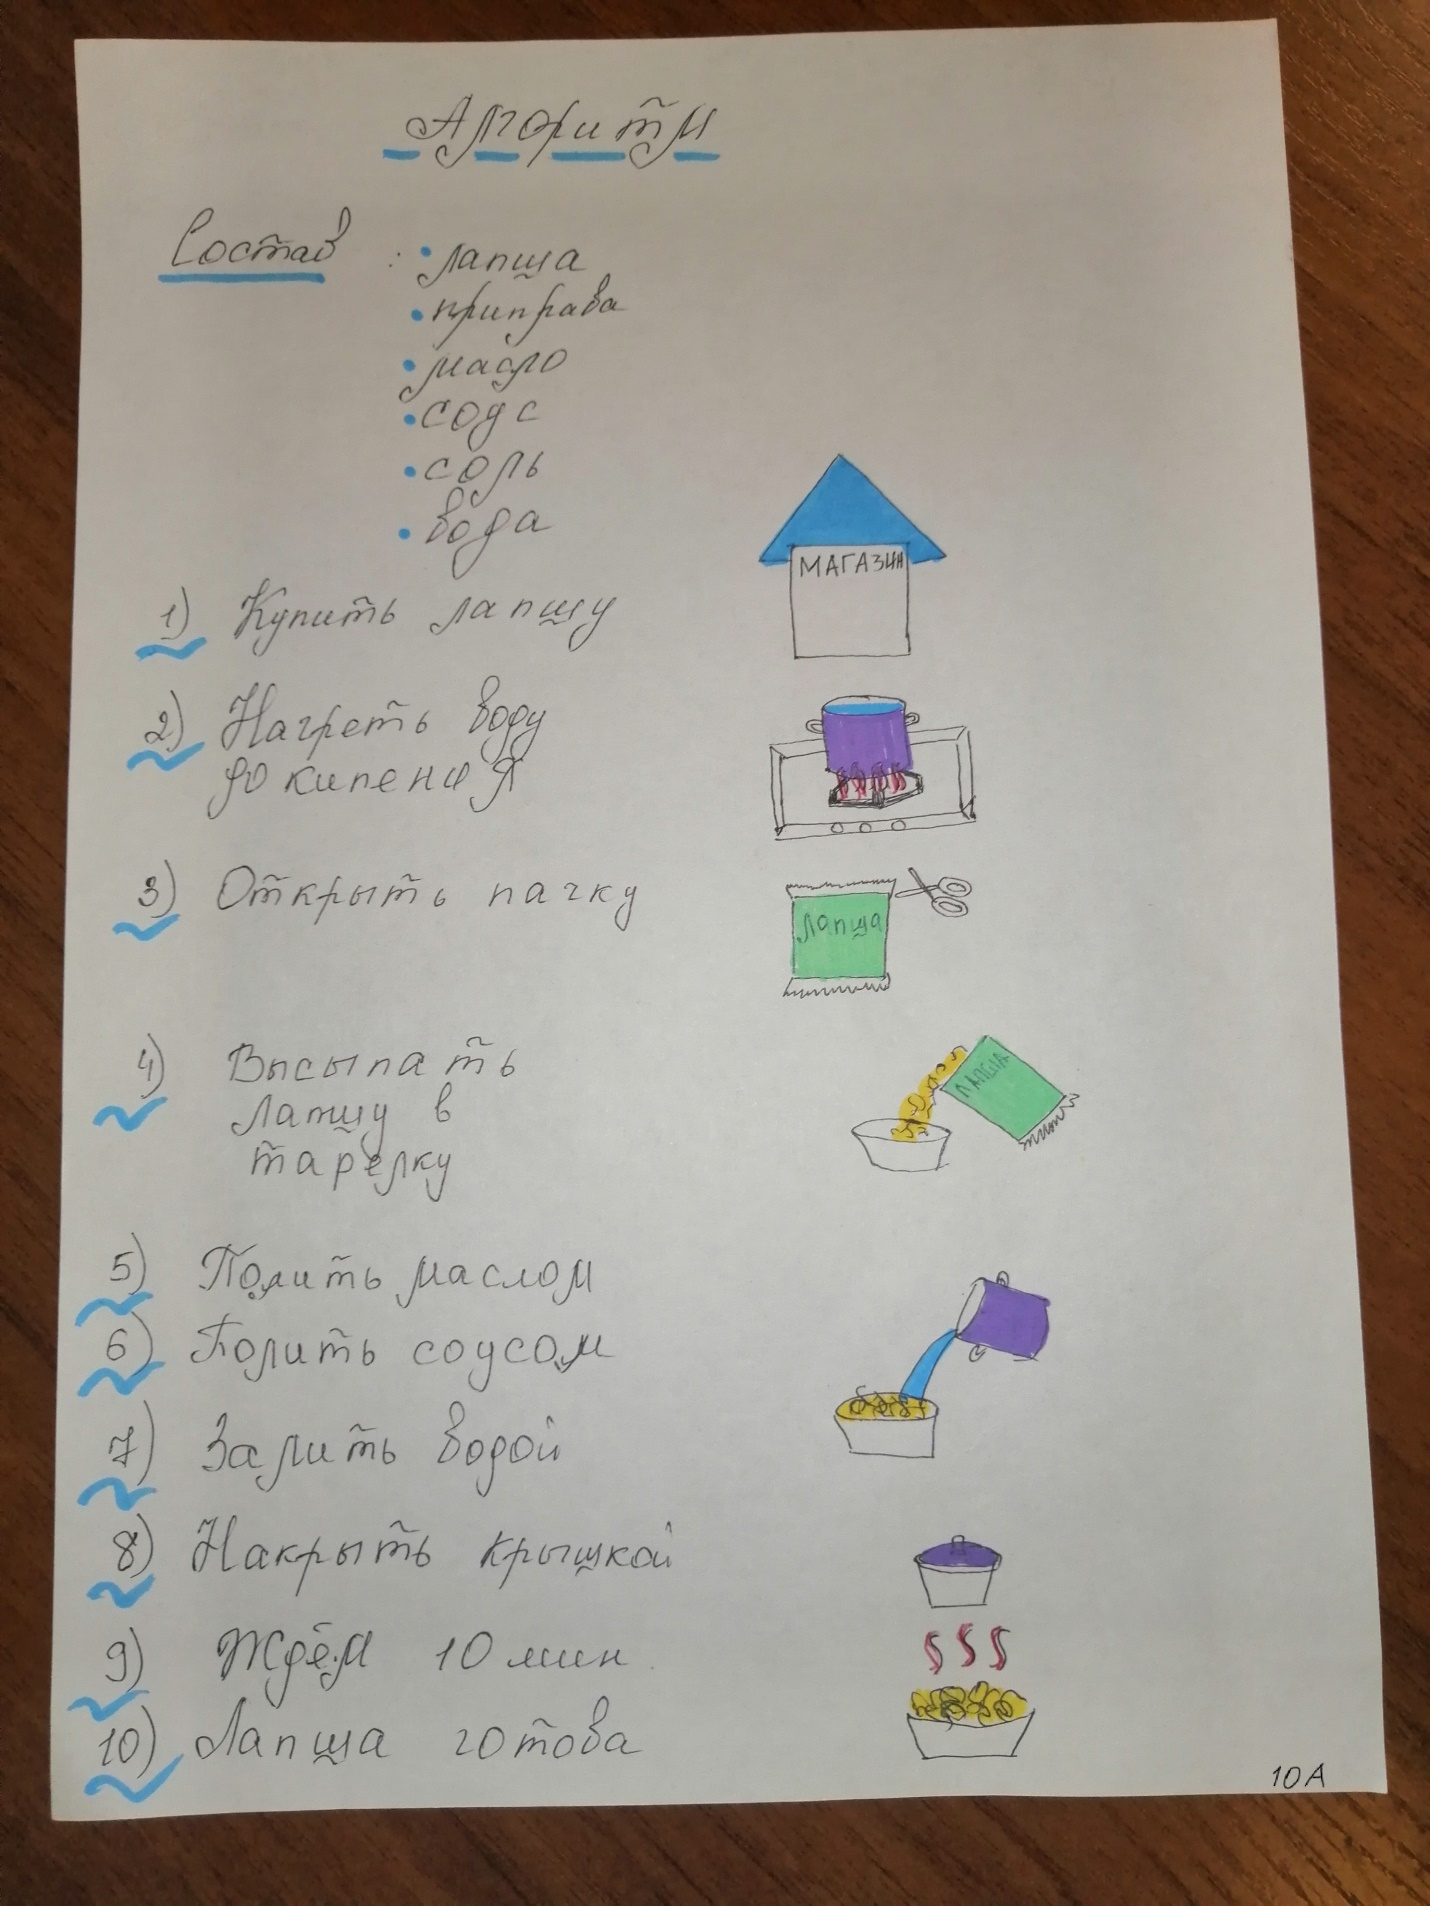 Алгоритм
Состав : • лапша
• приправа
• масло
• соус
• соль
• вода
МАГАЗИН
1) Купить лапшу
2) Нагреть воду
до кипения
3) Открыть пачку
лапша
4) Высыпать
лапшу в
тарелку
ЛАПША
5) Полить маслом
6) Полить соусом
7) Залить водой
8) Накрыть крышкой
9) Ждём 10 мин
10) Лапша готова
10А